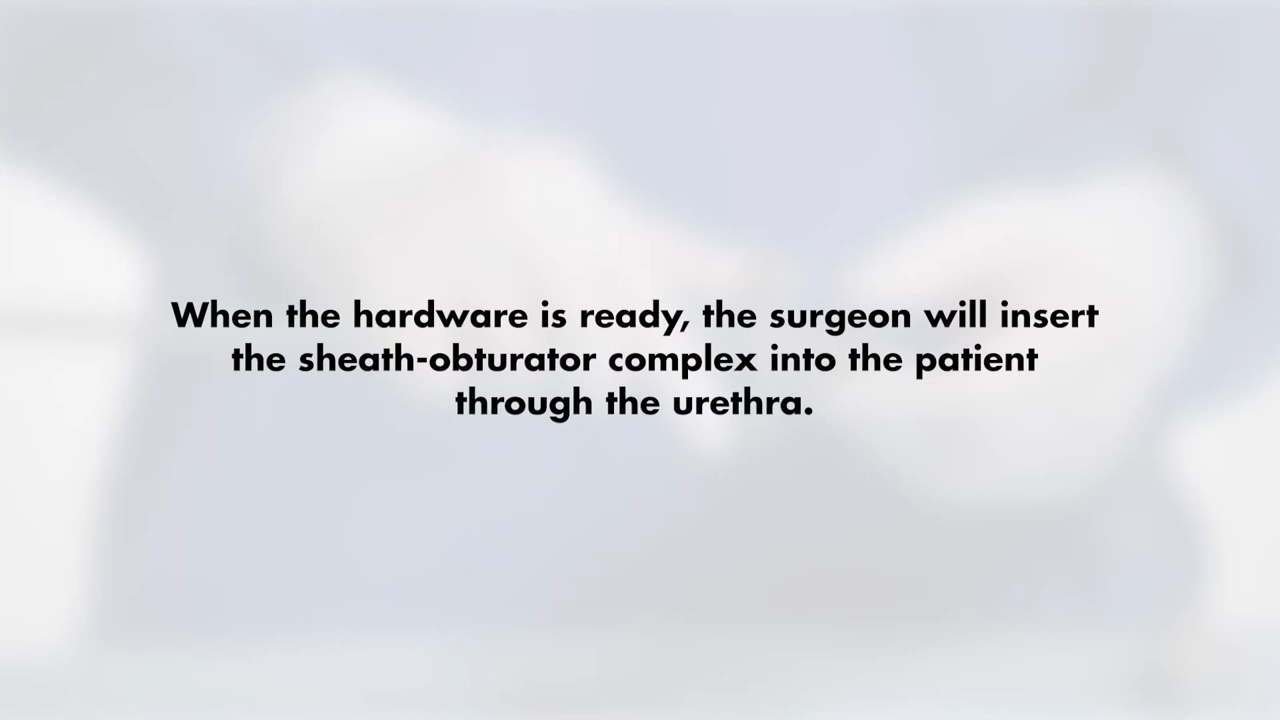 When the hardware is ready, the surgeon will insert
the sheath-obturator complex into the patient
through the urethra.